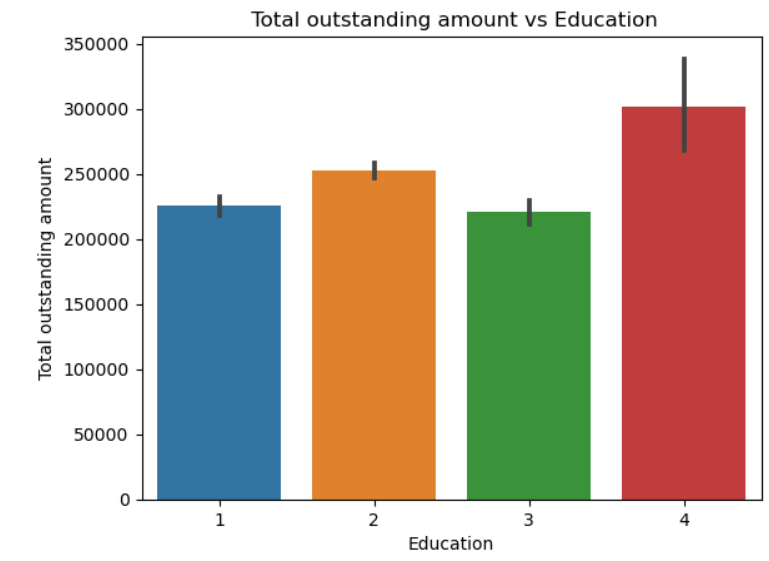 Total outstanding amount vs Education
350000
300000
250000
200000
150000
100000
50000
0
Total outstanding amount
1 2 3 4
Education